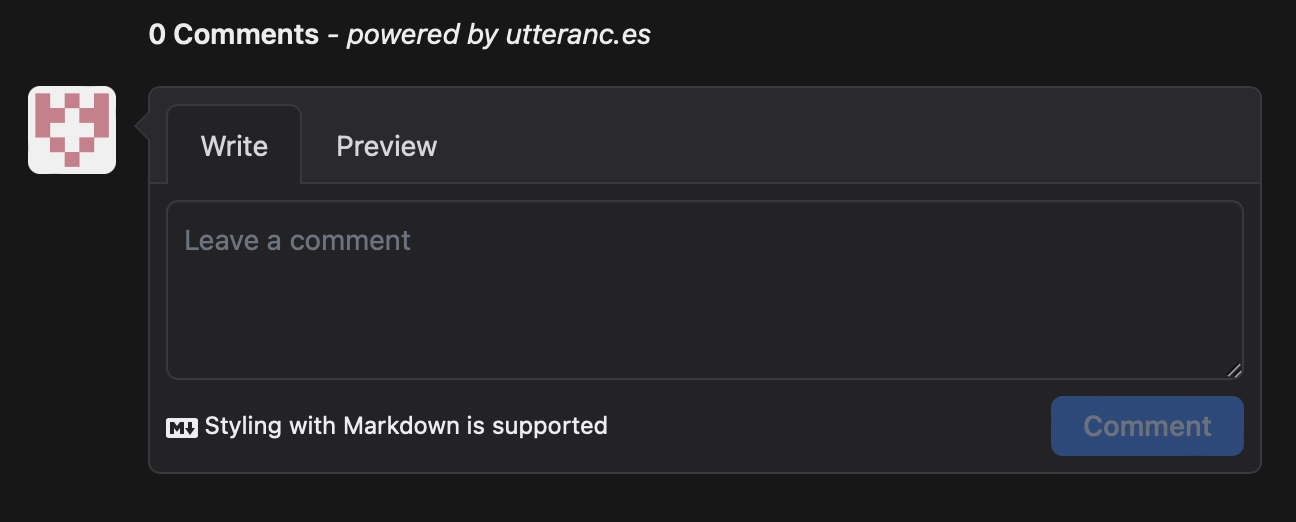 0 Comments - powered by utteranc.es
Write Preview
Leave a comment
M↓ Styling with Markdown is supported
Comment